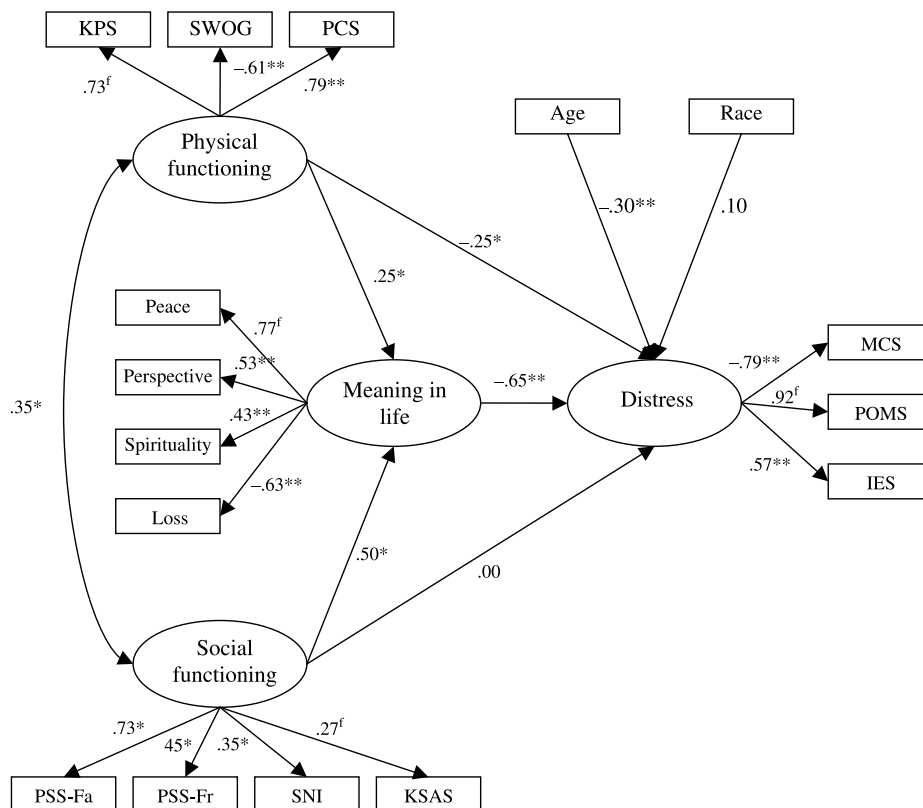 KPS
SWOG
PCS
.73f
–.61**
.79**
Physical
functioning
Age
Race
–.30**
.10
–.25*
.25*
Peace
Perspective
Spirituality
Loss
.77f
.53**
.43**
–.63**
Meaning in
life
–.65**
Distress
–.79**
.92f
.57**
MCS
POMS
IES
.35*
.50*
.00
Social
functioning
.73*
45*
.35*
.27f
PSS-Fa
PSS-Fr
SNI
KSAS